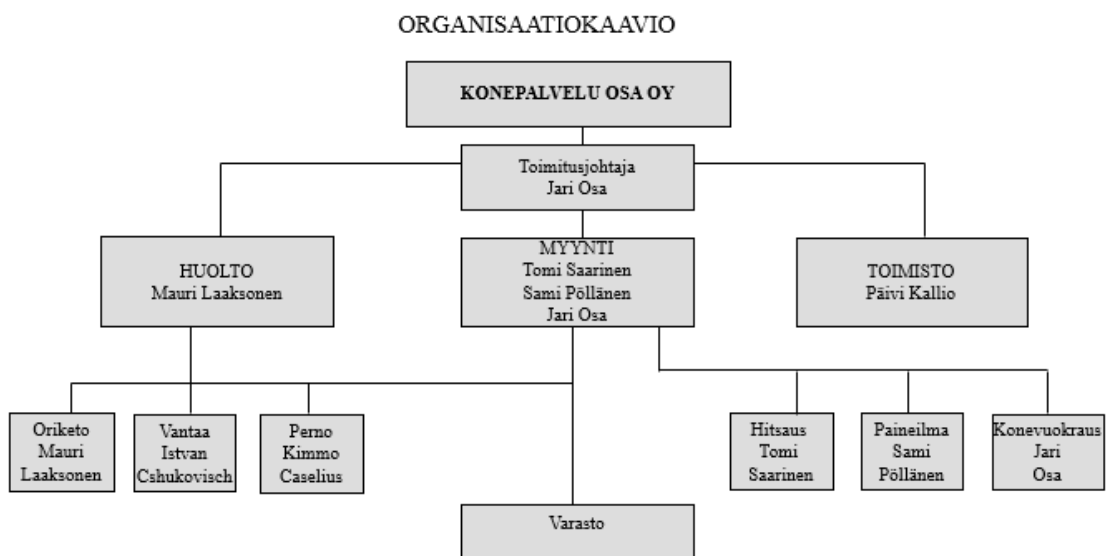 ORGANISAATIOKAAVIO
KONEPALVELU OSA OY
Toimitusjohtaja
Jari Osa
HUOLTO
Mauri Laaksonen
MYYNTI
Tomi Saarinen
Sami Pöllänen
Jari Osa
TOIMISTO
Päivi Kallio
Oriketo
Mauri
Laaksonen
Vantaa
Istvan
Cshukovisch
Perno
Kimmo
Caselius
Hitsaus
Tomi
Saarinen
Paineilma
Sami
Pöllänen
Konevuokraus
Jari
Osa
Varasto